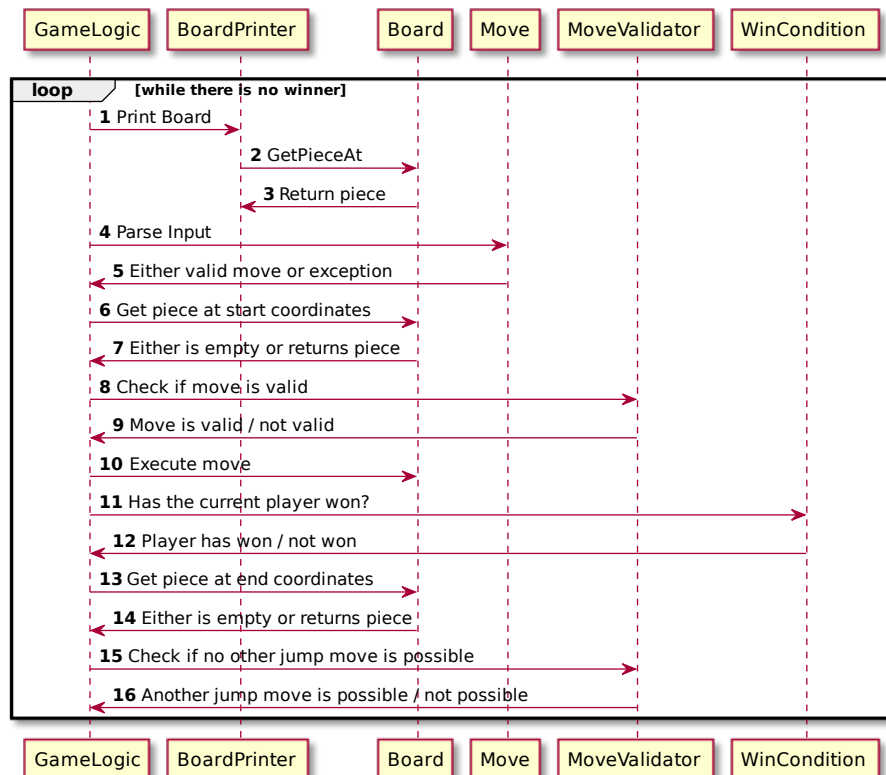 GameLogic BoardPrinter Board Move MoveValidator WinCondition
loop [while there is no winner]
1 Print Board
2 GetPieceAt
3 Return piece
4 Parse Input
5 Either valid move or exception
6 Get piece at start coordinates
7 Either is empty or returns piece
8 Check if move is valid
9 Move is valid / not valid
10 Execute move
11 Has the current player won?
12 Player has won / not won
13 Get piece at end coordinates
14 Either is empty or returns piece
15 Check if no other jump move is possible
16 Another jump move is possible / not possible
GameLogic BoardPrinter Board Move MoveValidator WinCondition